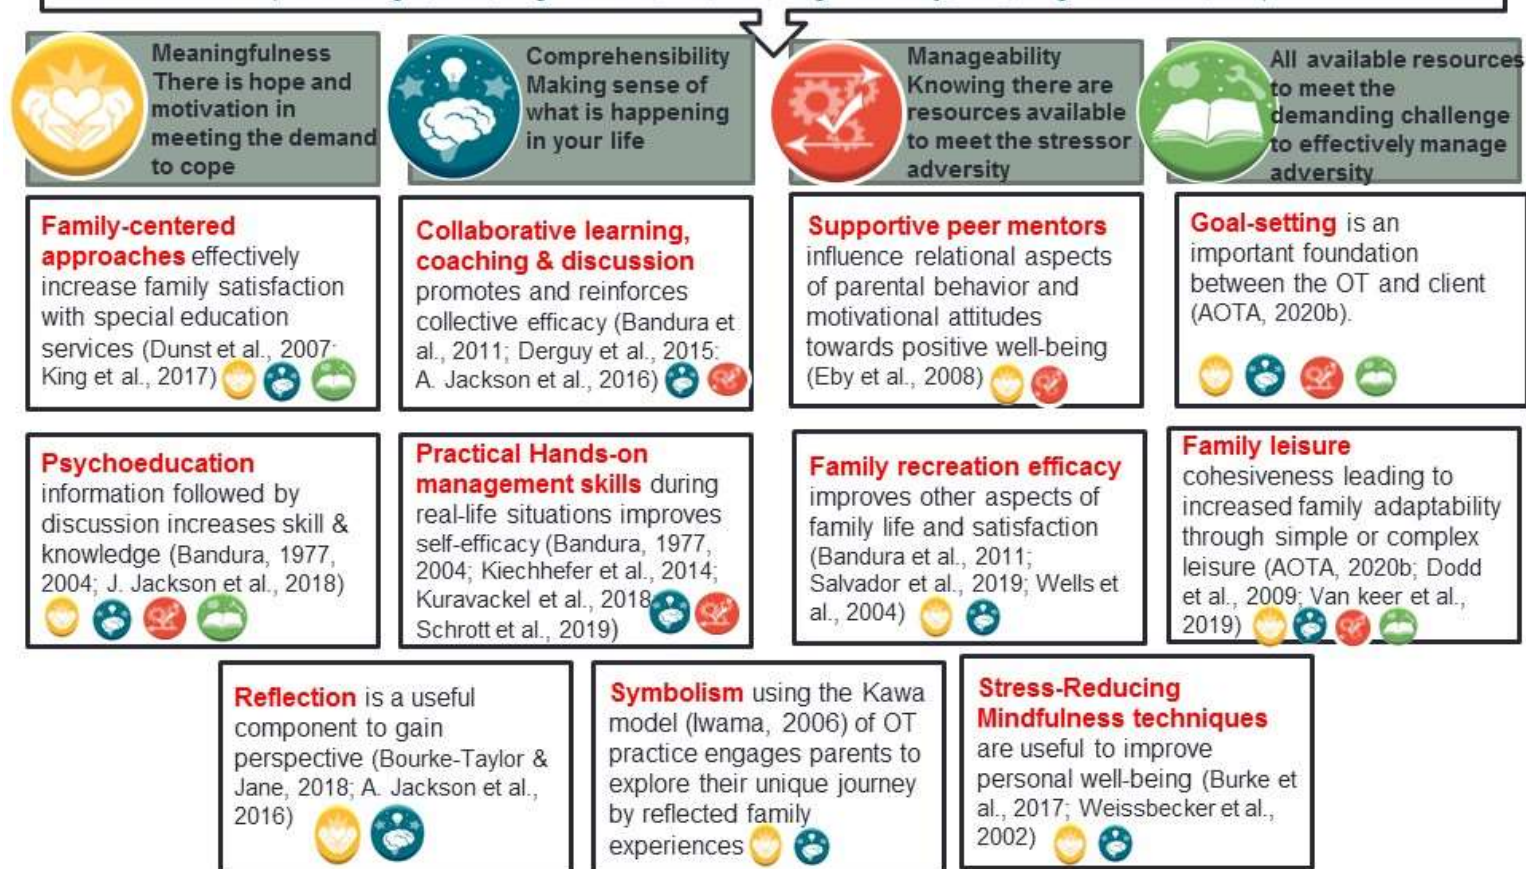 Meaningfulness
There is hope and
motivation in
meeting the demand
to cope
Comprehensibility
Making sense of
what is happening
in your life
Manageability
Knowing there are
resources available
to meet the stressor
adversity
All available resources
to meet the
demanding challenge
to effectively manage
adversity
Family-centered
approaches effectively
increase family satisfaction
with special education
services (Dunst et al., 2007;
King et al., 2017)
Collaborative learning,
coaching & discussion
promotes and reinforces
collective efficacy (Bandura et
al., 2011; Derguy et al., 2015;
A. Jackson et al., 2016)
Supportive peer mentors
influence relational aspects
of parental behavior and
motivational attitudes
towards positive well-being
(Eby et al., 2008)
Goal-setting is an
important foundation
between the OT and client
(AOTA, 2020b).
Psychoeducation
information followed by
discussion increases skill &
knowledge (Bandura, 1977,
2004; J. Jackson et al., 2018)
Practical Hands-on
management skills during
real-life situations improves
self-efficacy (Bandura, 1977,
2004; Kiechhefer et al., 2014;
Kuravackel et al., 2018
Schrott et al., 2019)
Family recreation efficacy
improves other aspects of
family life and satisfaction
(Bandura et al., 2011;
Salvador et al., 2019; Wells et
al., 2004)
Family leisure
cohesiveness leading to
increased family adaptability
through simple or complex
leisure (AOTA, 2020b; Dodd
et al., 2009; Van keer et al.,
2019)
Reflection is a useful
component to gain
perspective (Bourke-Taylor &
Jane, 2018; A. Jackson et al.,
2016)
Symbolism using the Kawa
model (Iwama, 2006) of OT
practice engages parents to
explore their unique journey
by reflected family
experiences
Stress-Reducing
Mindfulness techniques
are useful to improve
personal well-being (Burke et
al., 2017; Weissbecker et al.,
2002)